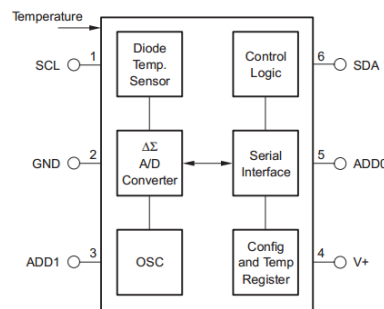 Temperature
SCL
1
Diode
Temp.
Sensor
Control
Logic
6
SDA
GND
2
ΔΣ
A/D
Converter
Serial
Interface
5
ADD0
ADD1
3
OSC
Config
and Temp
Register
4
V+